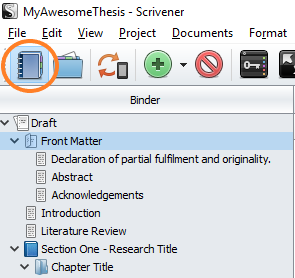 MyAwesomeThesis - Scrivener
File Edit View Project Documents Format
Binder
Draft
Front Matter
Declaration of partial fulfilment and originality.
Abstract
Acknowledgements
Introduction
Literature Review
Section One - Research Title
Chapter Title